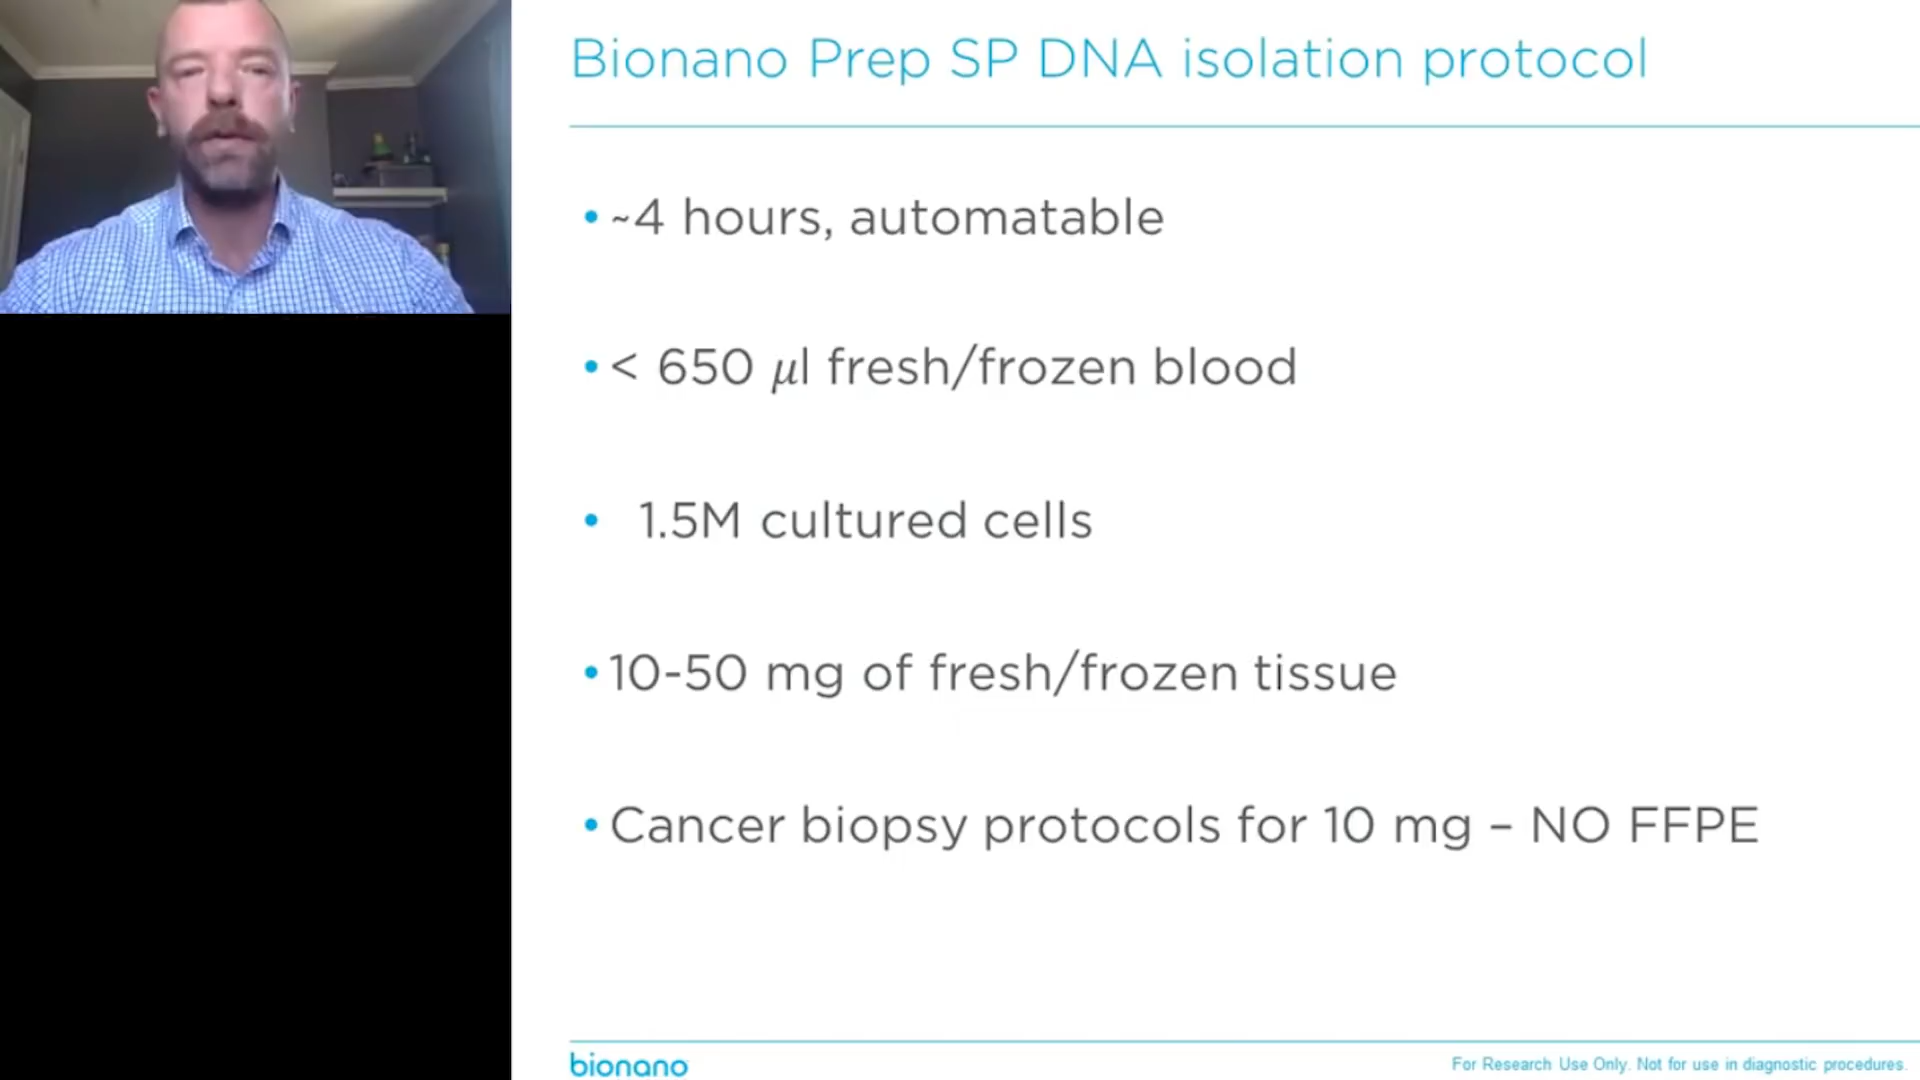 Bionano Prep SP DNA isolation protocol
• ~4 hours, automatable
• < 650 µl fresh/frozen blood
• 1.5M cultured cells
• 10-50 mg of fresh/frozen tissue
• Cancer biopsy protocols for 10 mg – NO FFPE
bionano
For Research Use Only. Not for use in diagnostic procedures.